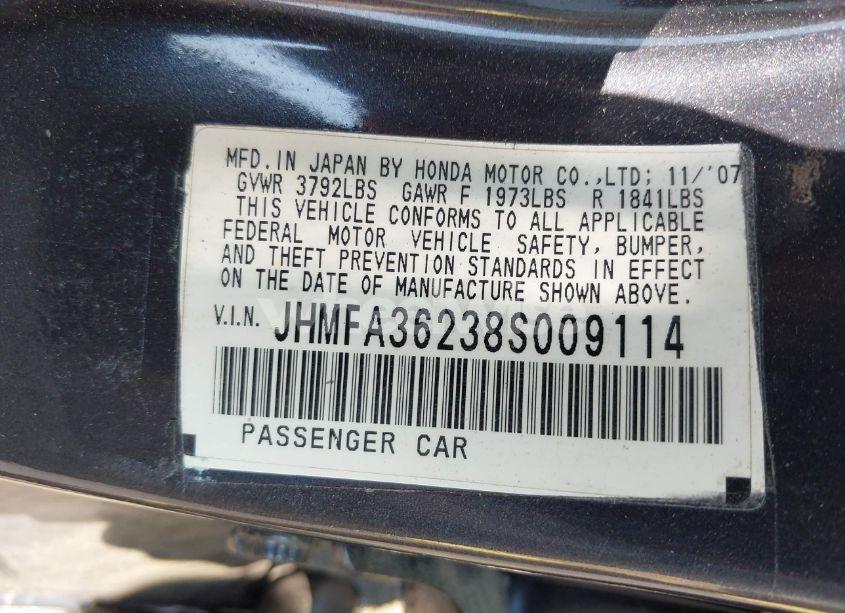 MFD. IN JAPAN BY HONDA MOTOR CO.,LTD; 11/'07
GVWR 3792LBS GAWR F 1973LBS R 1841LBS
THIS VEHICLE CONFORMS TO ALL APPLICABLE
FEDERAL MOTOR VEHICLE SAFETY, BUMPER,
AND THEFT PREVENTION STANDARDS IN EFFECT
ON THE DATE OF MANUFACTURE SHOWN ABOVE.
V.I.N. JHMFA36238S009114
PASSENGER CAR